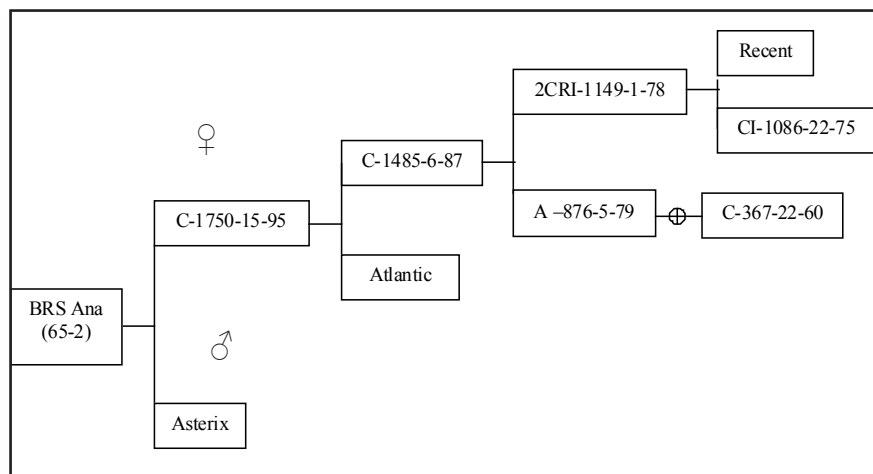 Recent
2CRI-1149-1-78
CI-1086-22-75
♀
C-1485-6-87
C-1750-15-95
A –876-5-79
C-367-22-60
Atlantic
BRS Ana
(65-2)
♂
Asterix